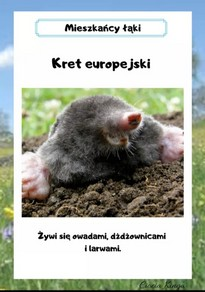 Mieszkańcy łąki
Kret europejski
Żywi się owadami, dżdżownicami
i larwami.